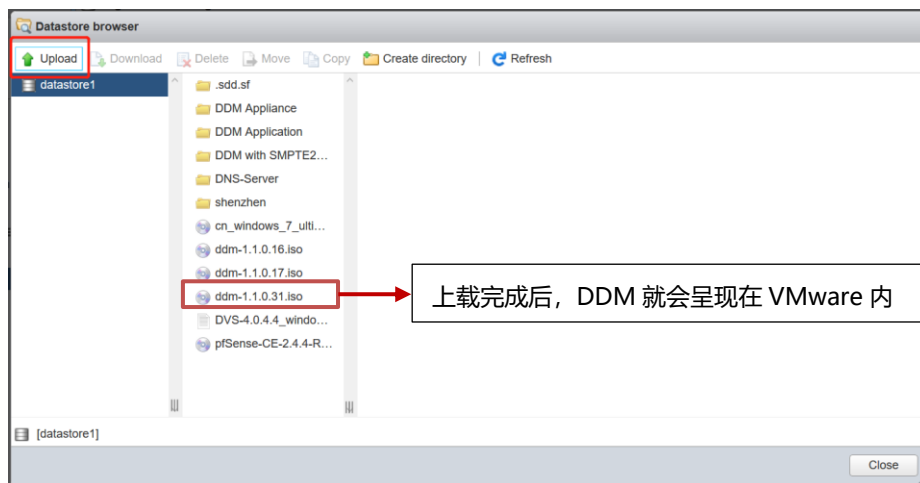 Datastore browser
Upload Download Delete Move Copy Create directory Refresh
datastore1
.sdd.sf
DDM Appliance
DDM Application
DDM with SMPTE2...
DNS-Server
shenzhen
cn_windows_7_ulti...
ddm-1.1.0.16.iso
ddm-1.1.0.17.iso
ddm-1.1.0.31.iso
上载完成后，DDM 就会呈现在 VMware 内
DVS-4.0.4.4_windo...
pfSense-CE-2.4.4-R...
[datastore1]
Close